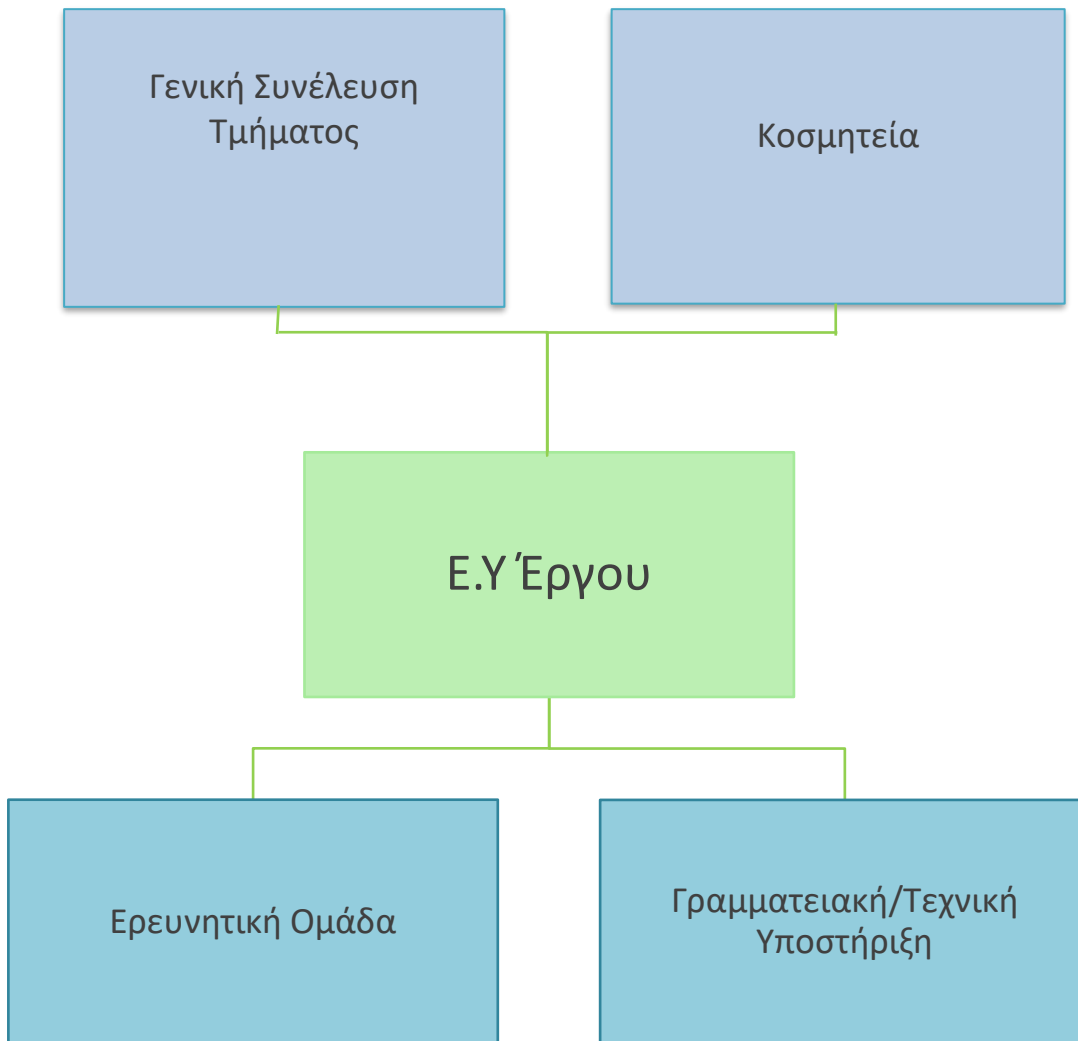 Γενική Συνέλευση
Τμήματος
Κοσμητεία
Ε.Υ Έργου
Ερευνητική Ομάδα
Γραμματειακή/Τεχνική
Υποστήριξη